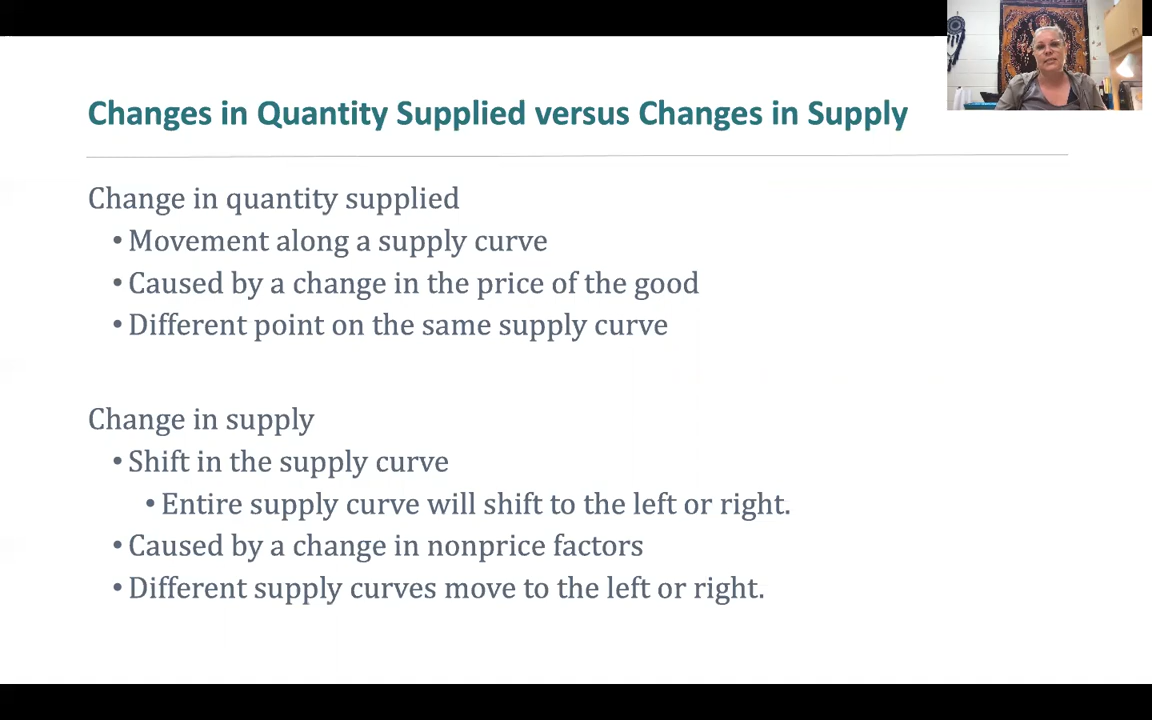 Changes in Quantity Supplied versus Changes in Supply
Change in quantity supplied
• Movement along a supply curve
• Caused by a change in the price of the good
• Different point on the same supply curve
Change in supply
• Shift in the supply curve
• Entire supply curve will shift to the left or right.
• Caused by a change in nonprice factors
• Different supply curves move to the left or right.